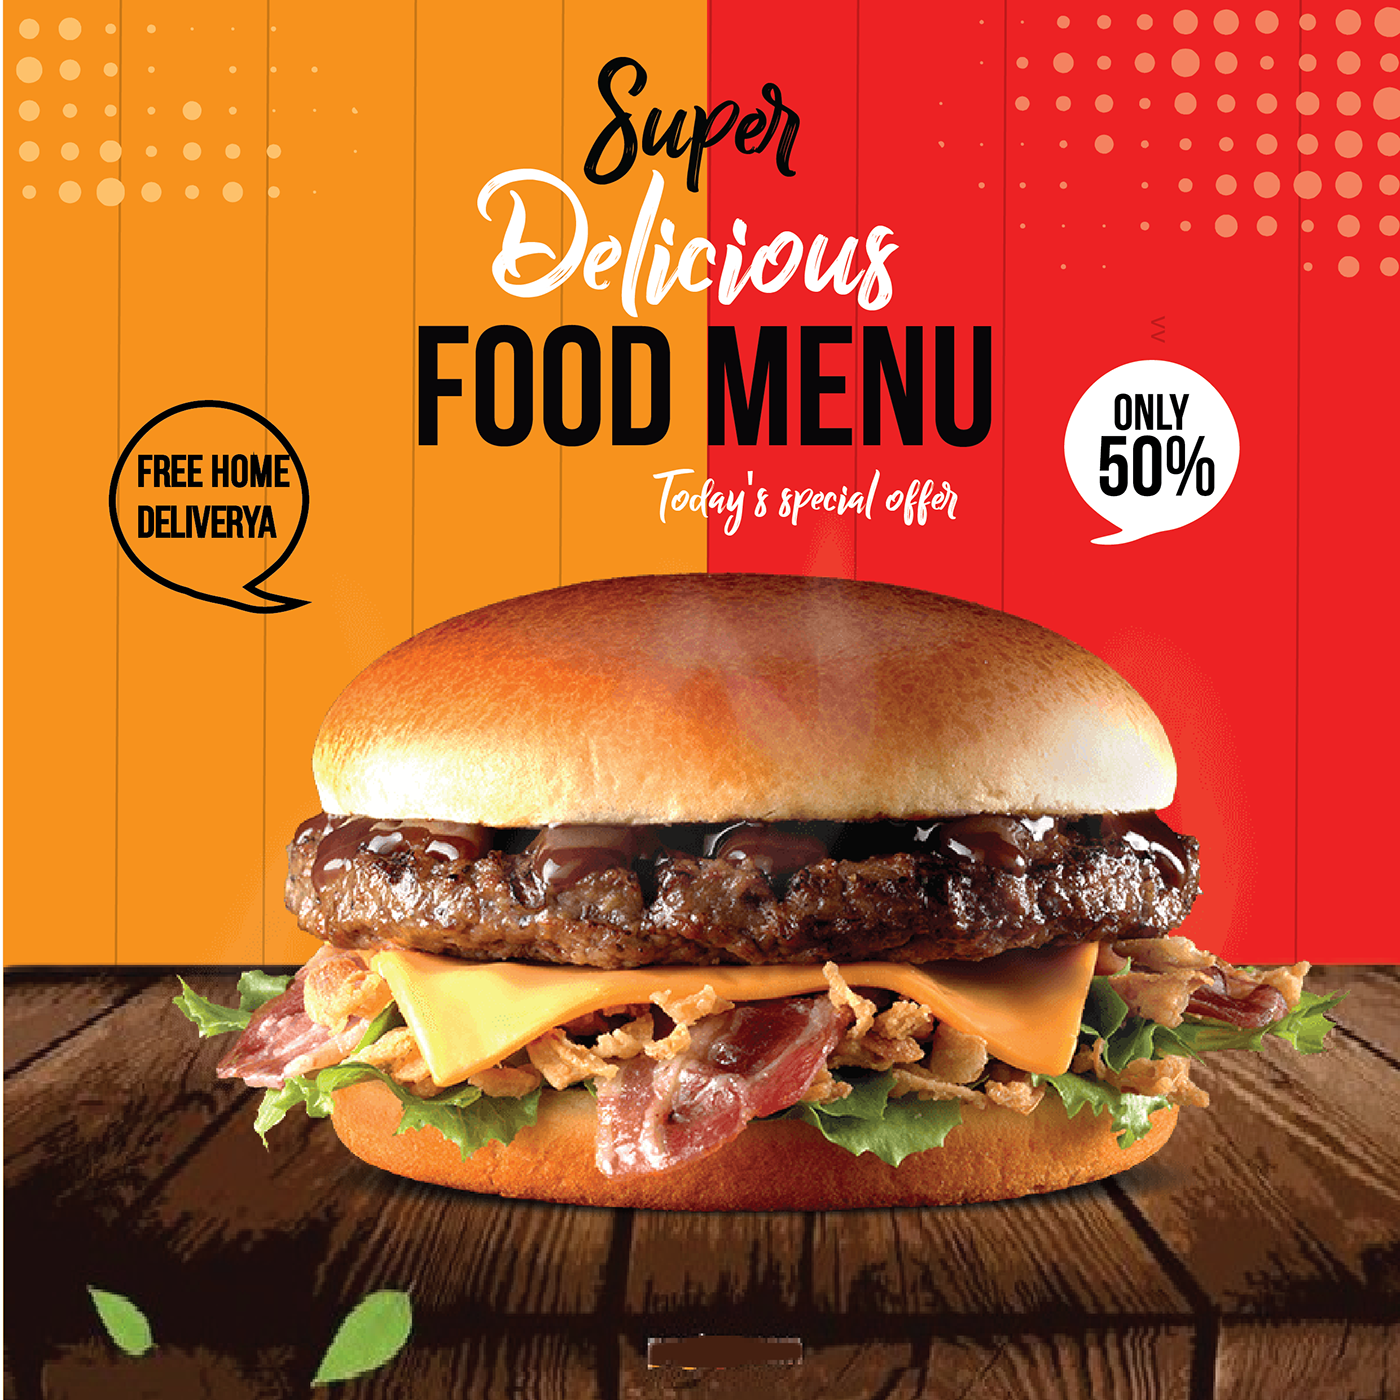 Super
Delicious
FOOD MENU
Today's special offer
FREE HOME
DELIVERYA
ONLY
50%